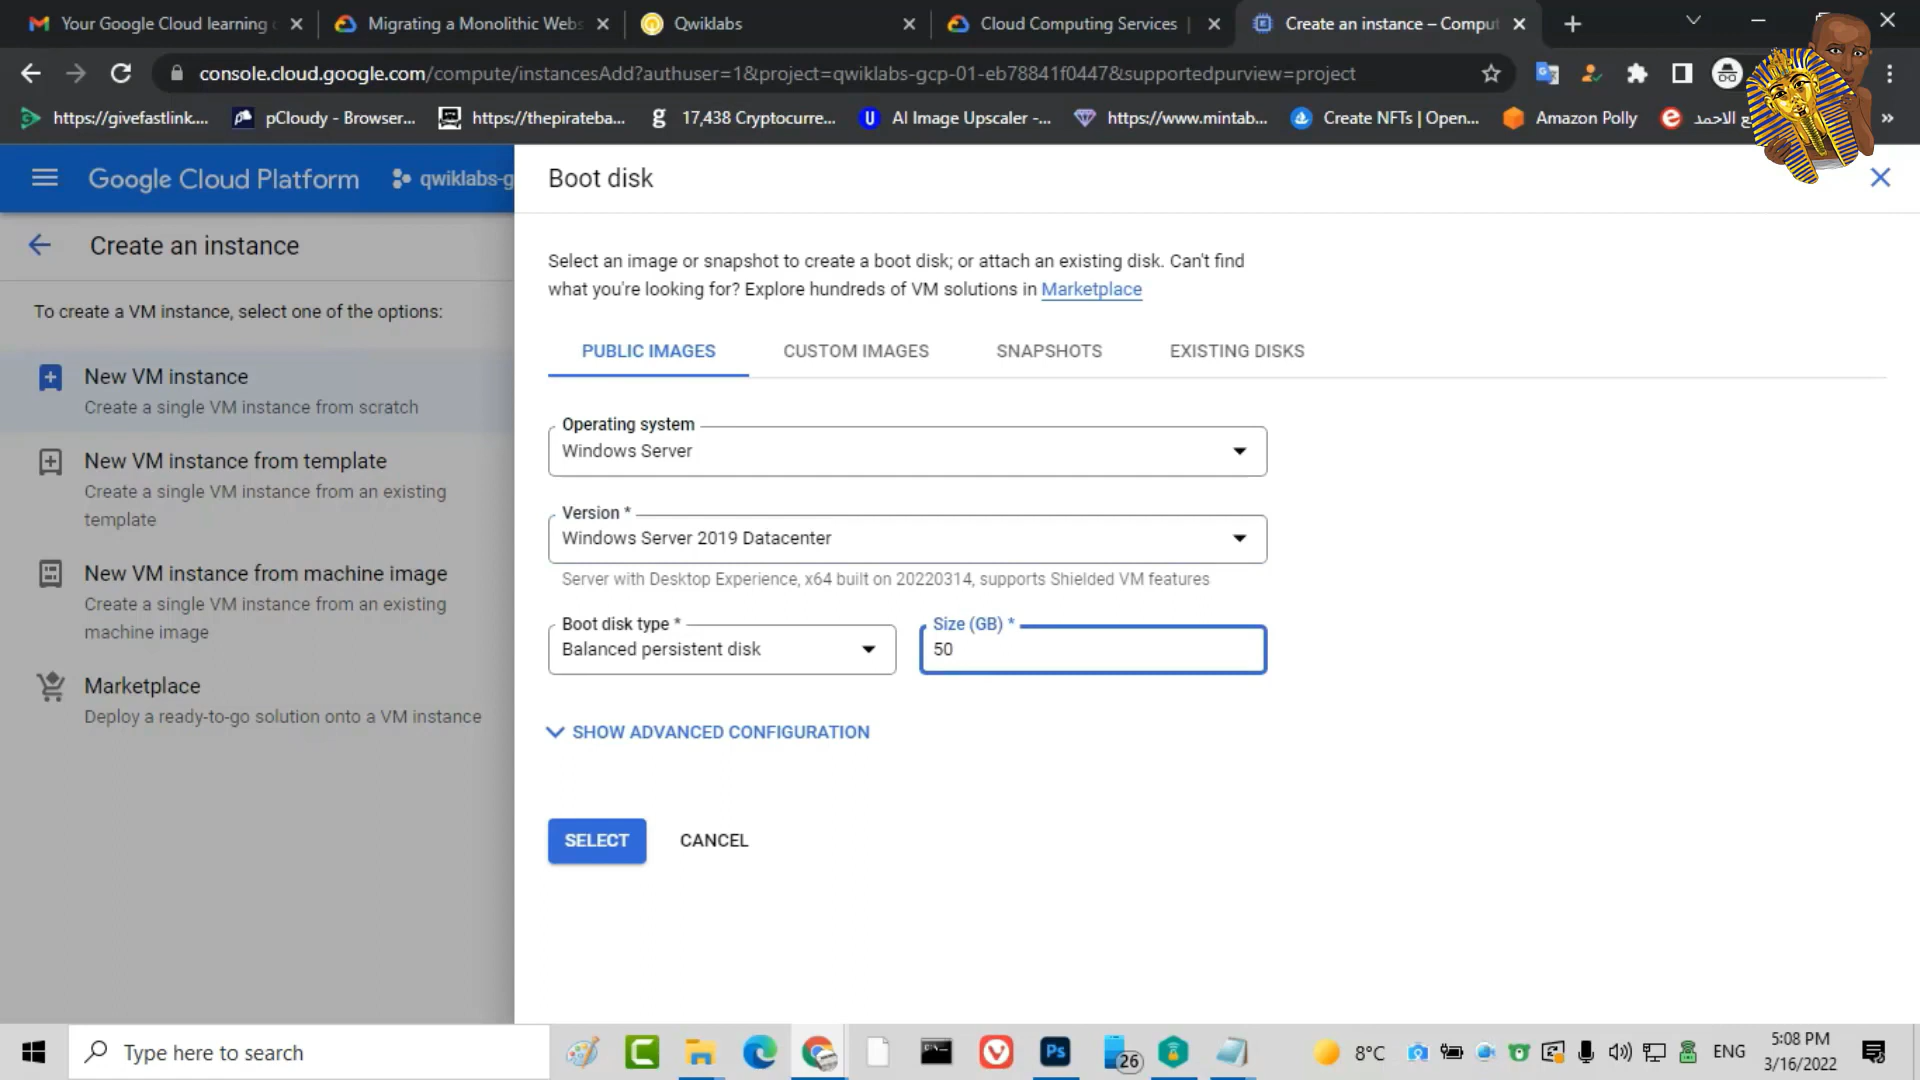 Your Google Cloud learning
Migrating a Monolithic Webs
Qwiklabs
Cloud Computing Services
Create an instance – Comput
console.cloud.google.com/compute/instancesAdd?authuser=1&project=qwiklabs-gcp-01-eb78841f0447&supportedpurview=project
https://givefastlink....
pCloudy - Browser...
https://thepirateba...
17,438 Cryptocurre...
AI Image Upscaler -...
https://www.mintab...
Create NFTs | Open...
Amazon Polly
ع الاحمد
»
Google Cloud Platform
qwiklabs-g
Boot disk
Create an instance
Select an image or snapshot to create a boot disk; or attach an existing disk. Can't find
what you're looking for? Explore hundreds of VM solutions in Marketplace
To create a VM instance, select one of the options:
PUBLIC IMAGES
CUSTOM IMAGES
SNAPSHOTS
EXISTING DISKS
New VM instance
Create a single VM instance from scratch
New VM instance from template
Create a single VM instance from an existing
template
New VM instance from machine image
Create a single VM instance from an existing
machine image
Marketplace
Deploy a ready-to-go solution onto a VM instance
Operating system
Windows Server
Version *
Windows Server 2019 Datacenter
Server with Desktop Experience, x64 built on 20220314, supports Shielded VM features
Boot disk type *
Balanced persistent disk
Size (GB) *
50
SHOW ADVANCED CONFIGURATION
SELECT
CANCEL
Type here to search
Ps
26
8°C
ENG
5:08 PM
3/16/2022